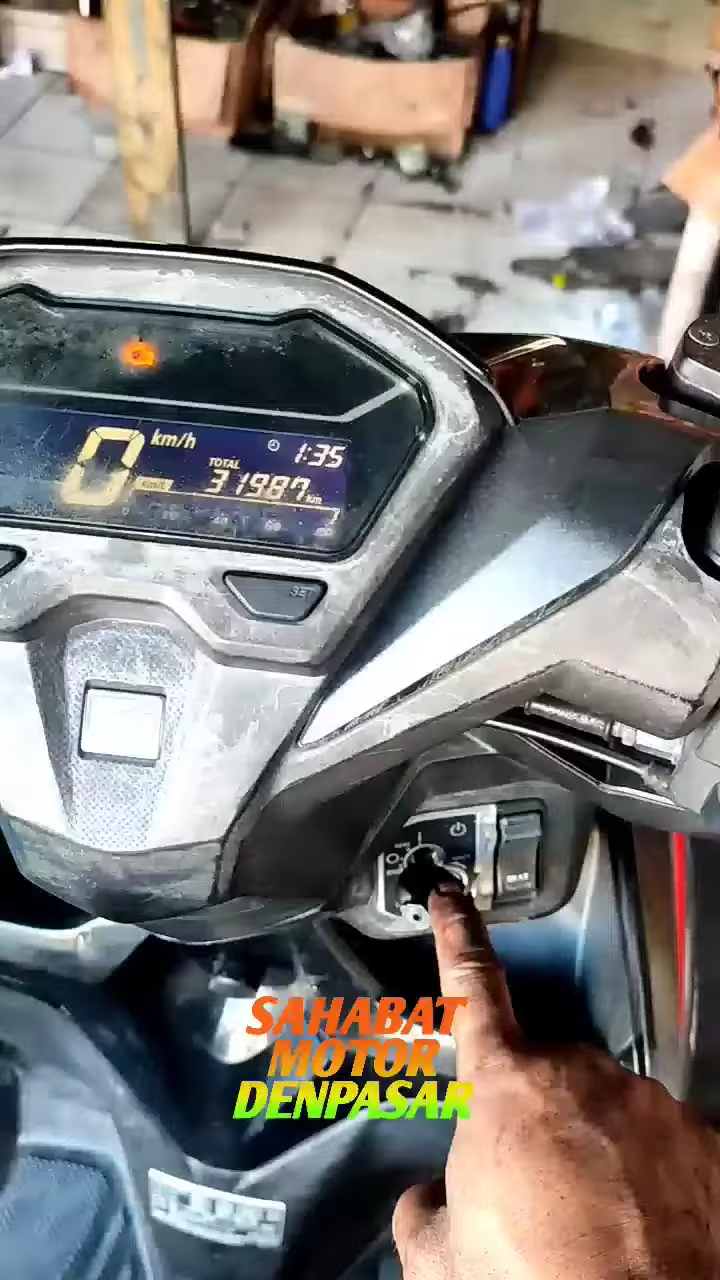 km/h
1:35
TOTAL
0
31987 km
SET
SAHABAT
MOTOR
DENPASAR